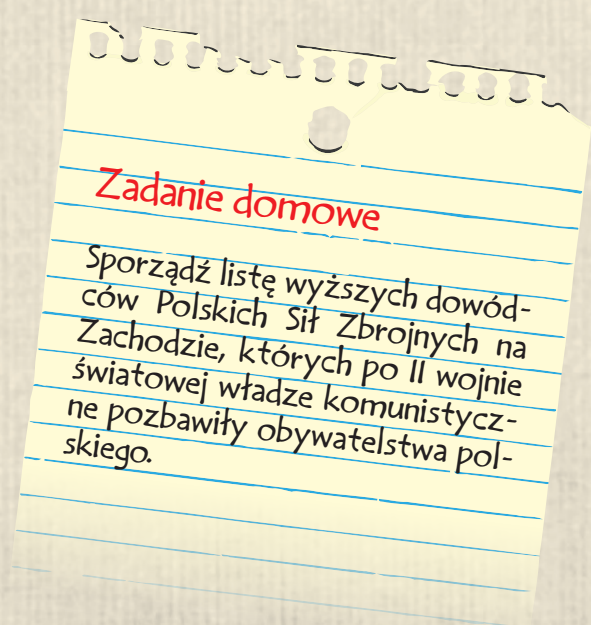 Zadanie domowe
Sporządź listę wyższych dowód-
ców Polskich Sił Zbrojnych na
Zachodzie, których po II wojnie
światowej władze komunistycz-
ne pozbawiły obywatelstwa pol-
skiego.